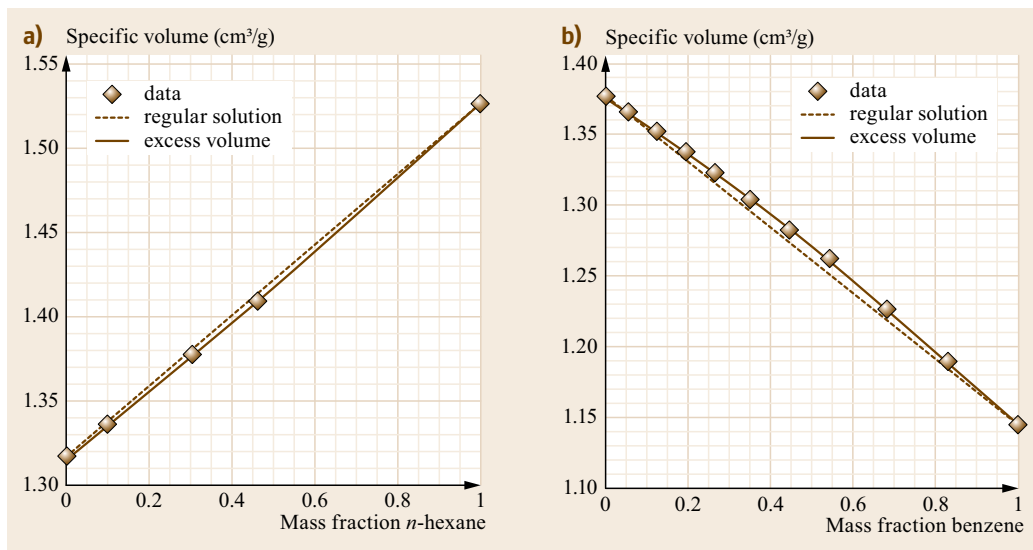 a) Specific volume (cm³/g)
1.55
1.50
1.45
1.40
1.35
1.30
data
regular solution
excess volume
0 0.2 0.4 0.6 0.8 1
Mass fraction n-hexane
b) Specific volume (cm³/g)
1.40
1.35
1.30
1.25
1.20
1.15
1.10
data
regular solution
excess volume
0 0.2 0.4 0.6 0.8 1
Mass fraction benzene